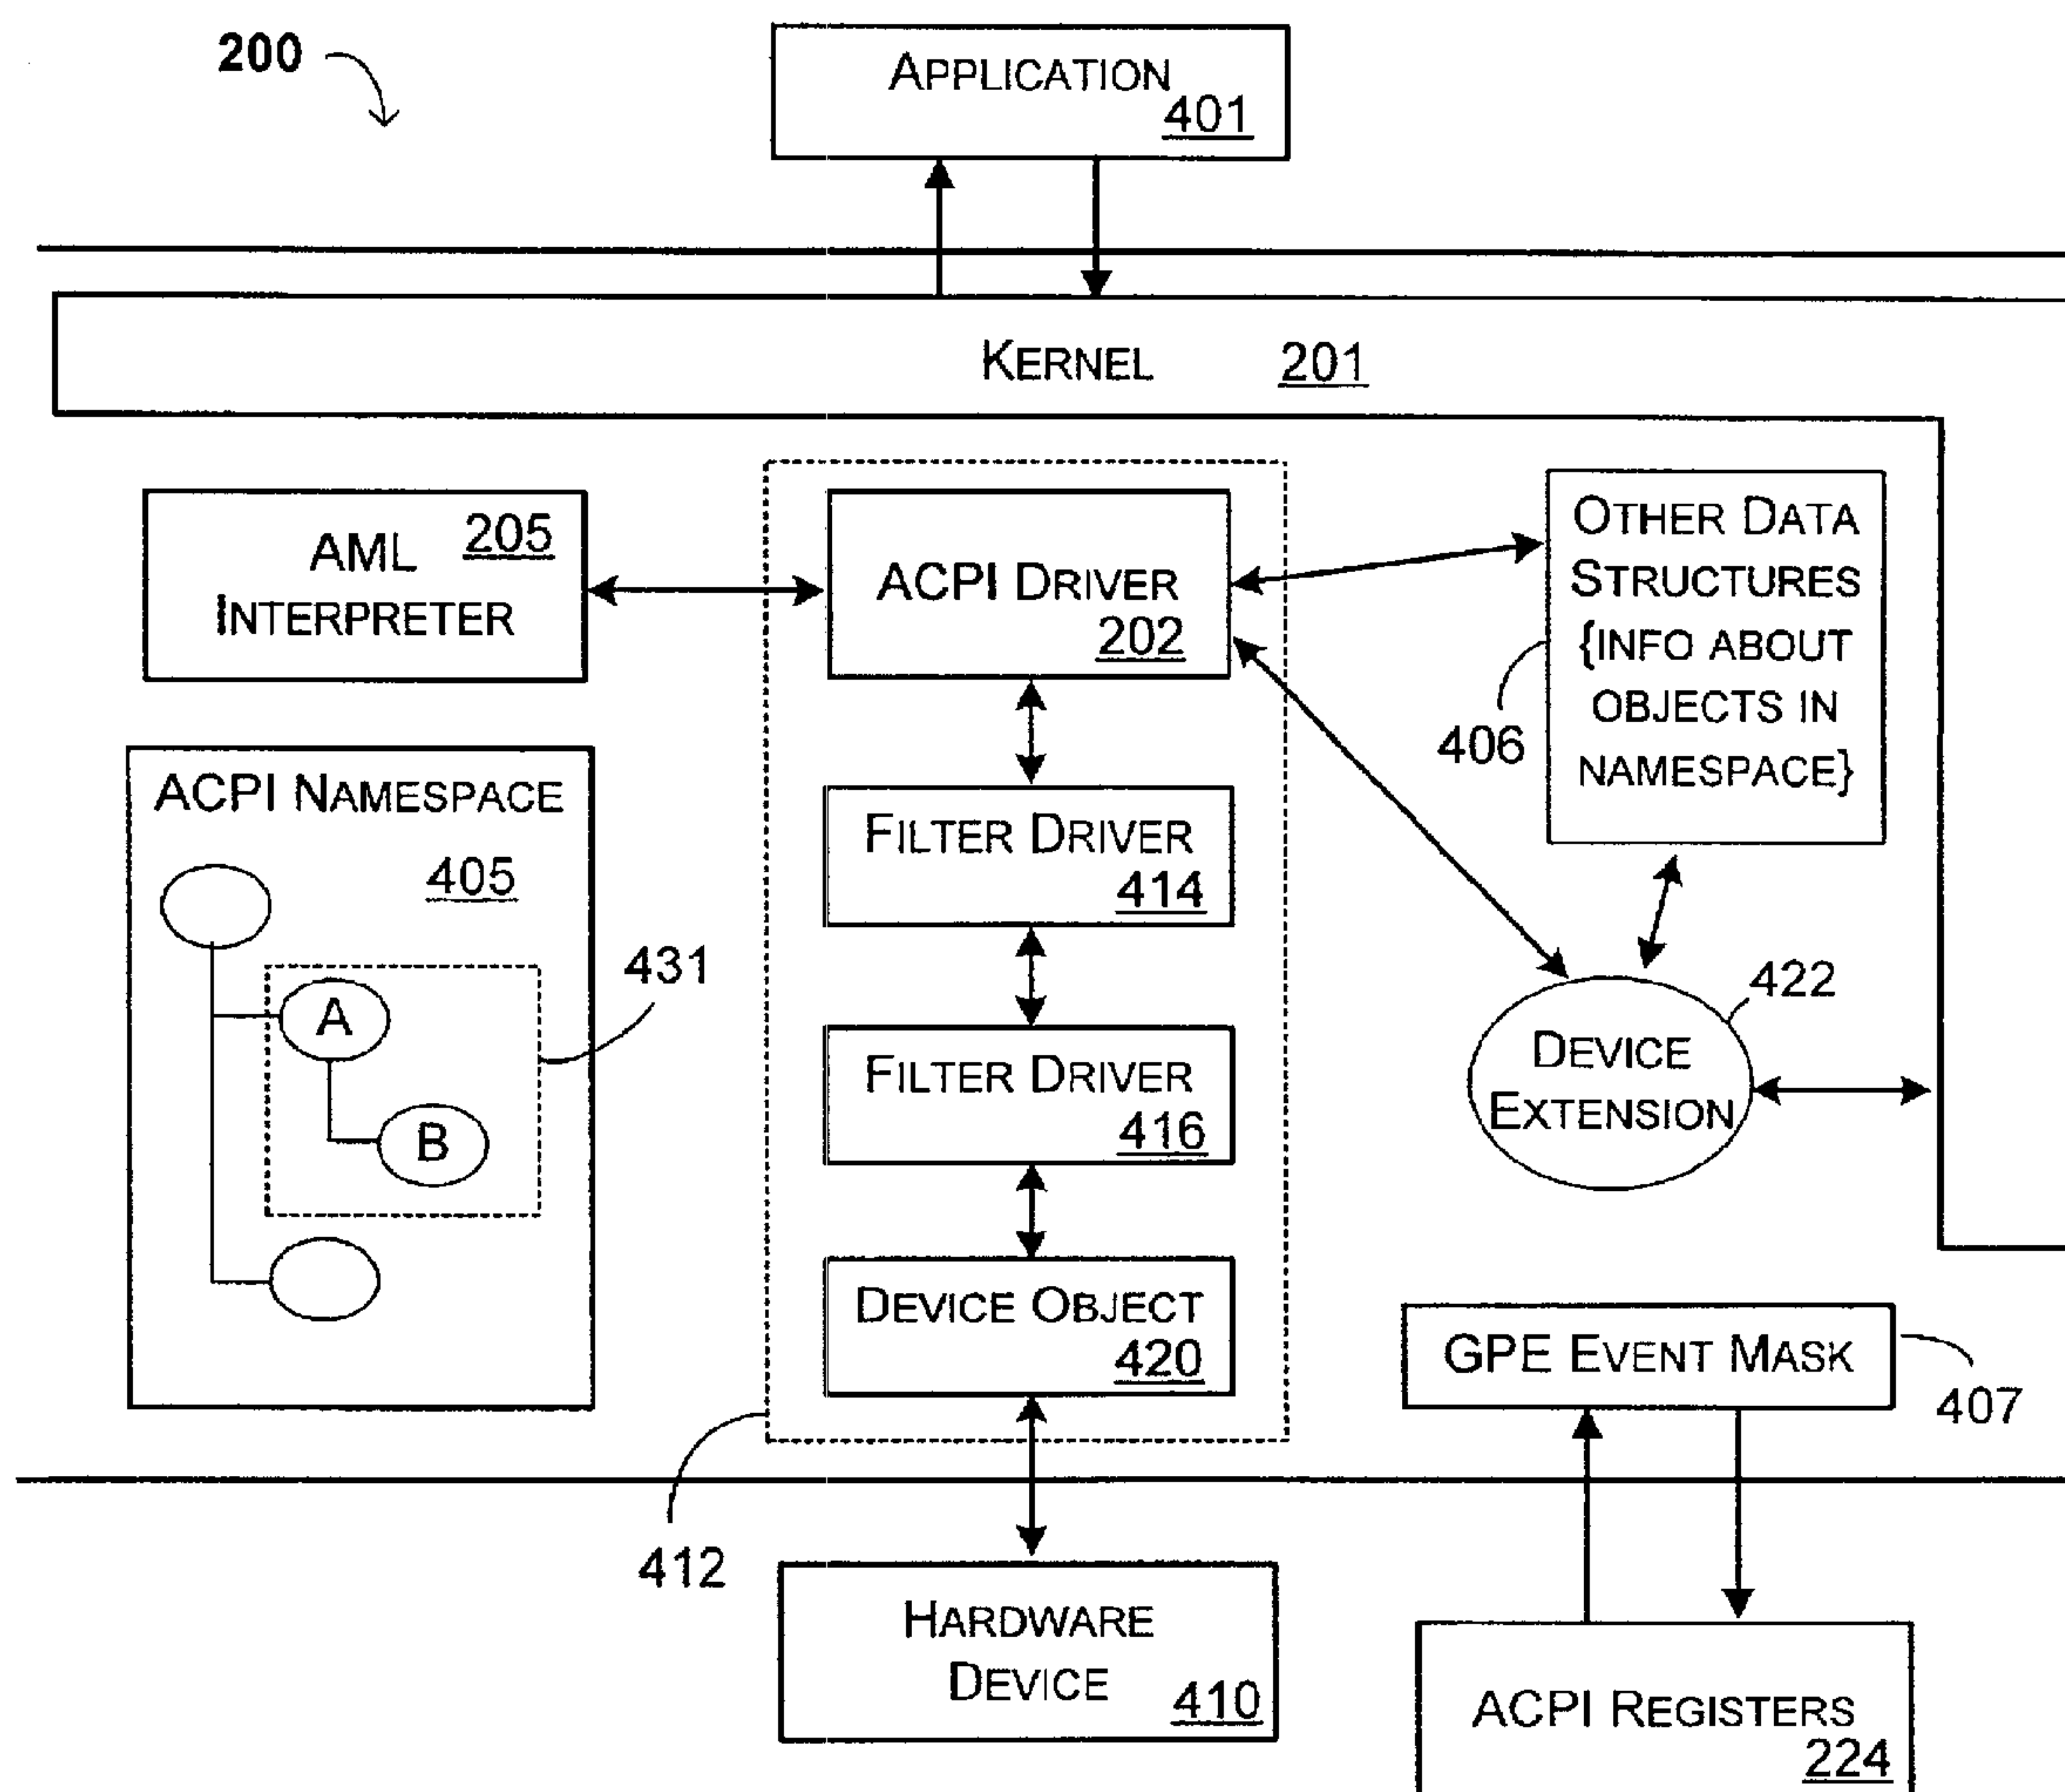 200
APPLICATION
401
KERNEL 201
205
AML
INTERPRETER
ACPI DRIVER
202
OTHER DATA
STRUCTURES
{INFO ABOUT
OBJECTS IN
NAMESPACE}
406
ACPI NAMESPACE
405
A
B
431
FILTER DRIVER
414
FILTER DRIVER
416
DEVICE OBJECT
420
412
422
DEVICE
EXTENSION
GPE EVENT MASK
407
HARDWARE
DEVICE
410
ACPI REGISTERS
224